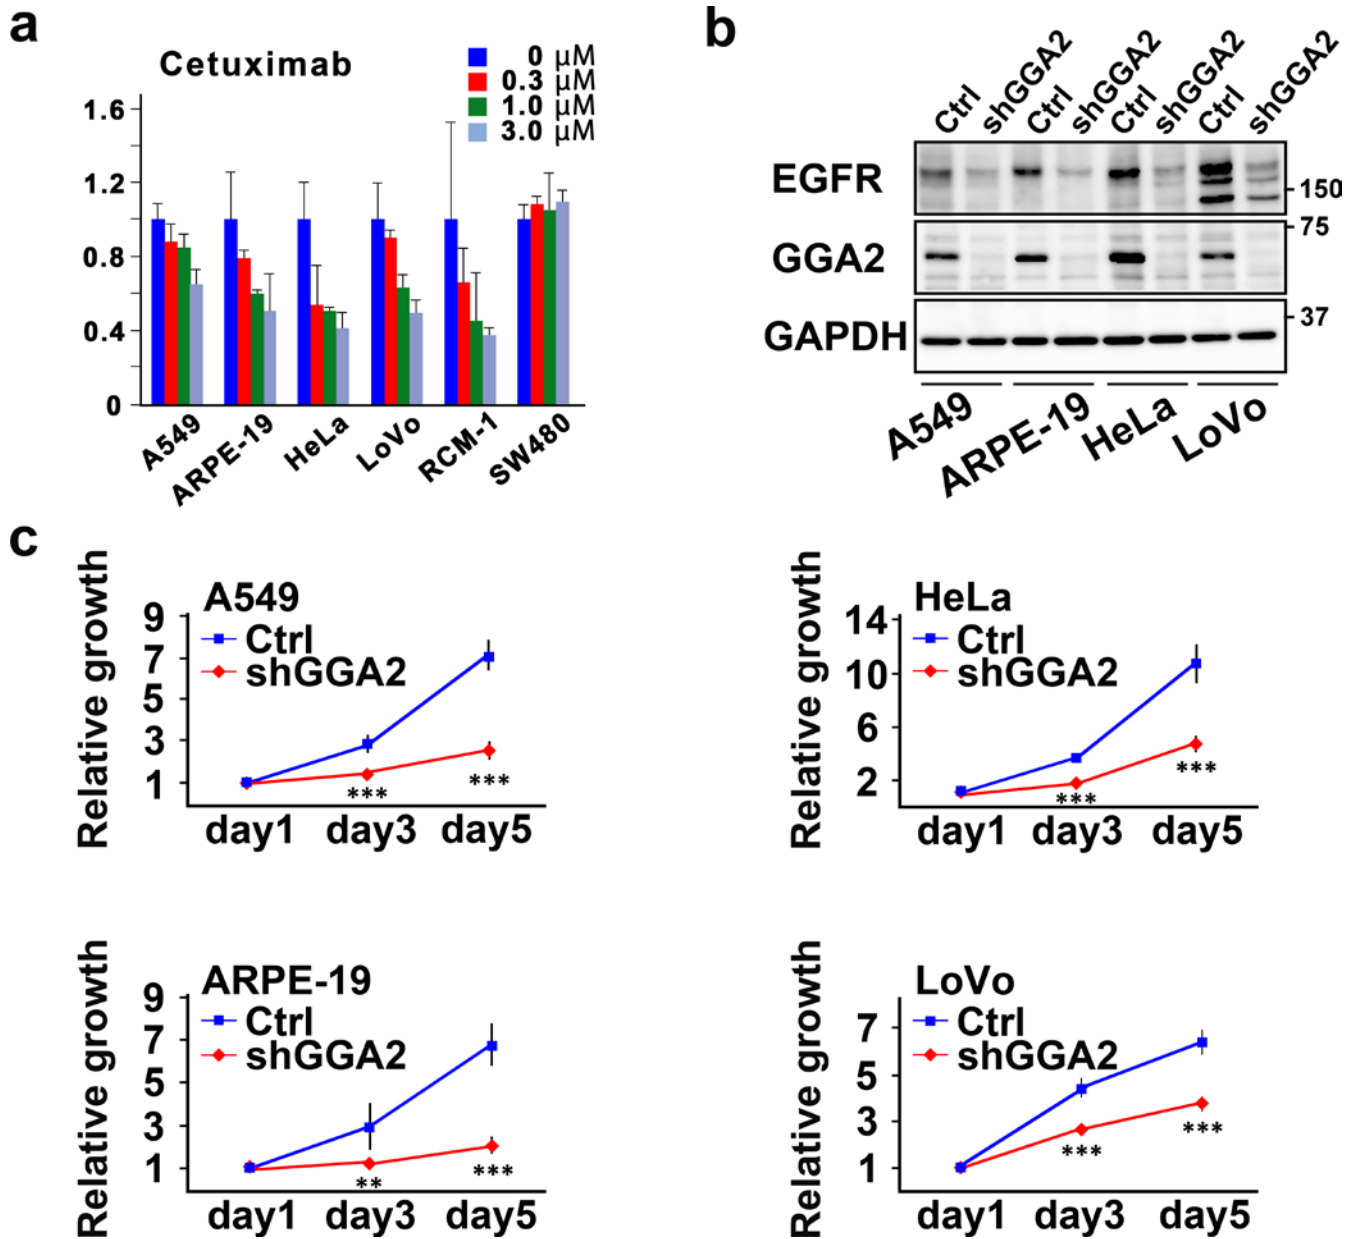 a
Cetuximab
0 μM
0.3 μM
1.0 μM
3.0 μM
1.6
1.2
0.8
0.4
0
A549
ARPE-19
HeLa
LoVo
RCM-1
SW480
b
Ctrl shGGA2 Ctrl shGGA2 Ctrl shGGA2 Ctrl shGGA2
EGFR
150
75
GGA2
37
GAPDH
A549
ARPE-19
HeLa
LoVo
c
Relative growth
A549
Ctrl
shGGA2
9
7
5
3
1
*** ***
day1 day3 day5
Relative growth
HeLa
Ctrl
shGGA2
14
10
6
2
*** ***
day1 day3 day5
Relative growth
ARPE-19
Ctrl
shGGA2
9
7
5
3
1
** ***
day1 day3 day5
Relative growth
LoVo
Ctrl
shGGA2
7
5
3
1
*** ***
day1 day3 day5